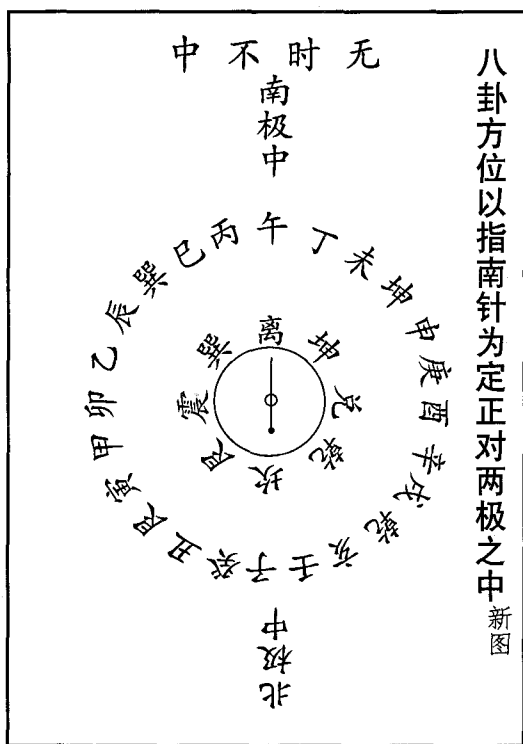 八卦方位以指南针为定正对两极之中
新图
无时不中
南极中
午丁未坤申庚酉辛戌乾亥壬子癸丑艮寅甲卯乙辰巽巳丙
离坤兑乾坎艮震巽
北极中